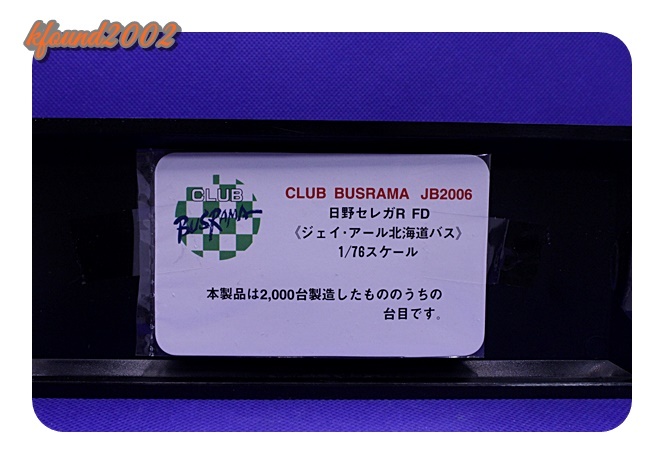 kfound2002
CLUB
BUSRAMA
CLUB BUSRAMA JB2006
日野セレガR FD
《ジェイ・アール北海道バス》
1/76スケール
本製品は2,000台製造したもののうちの
台目です。